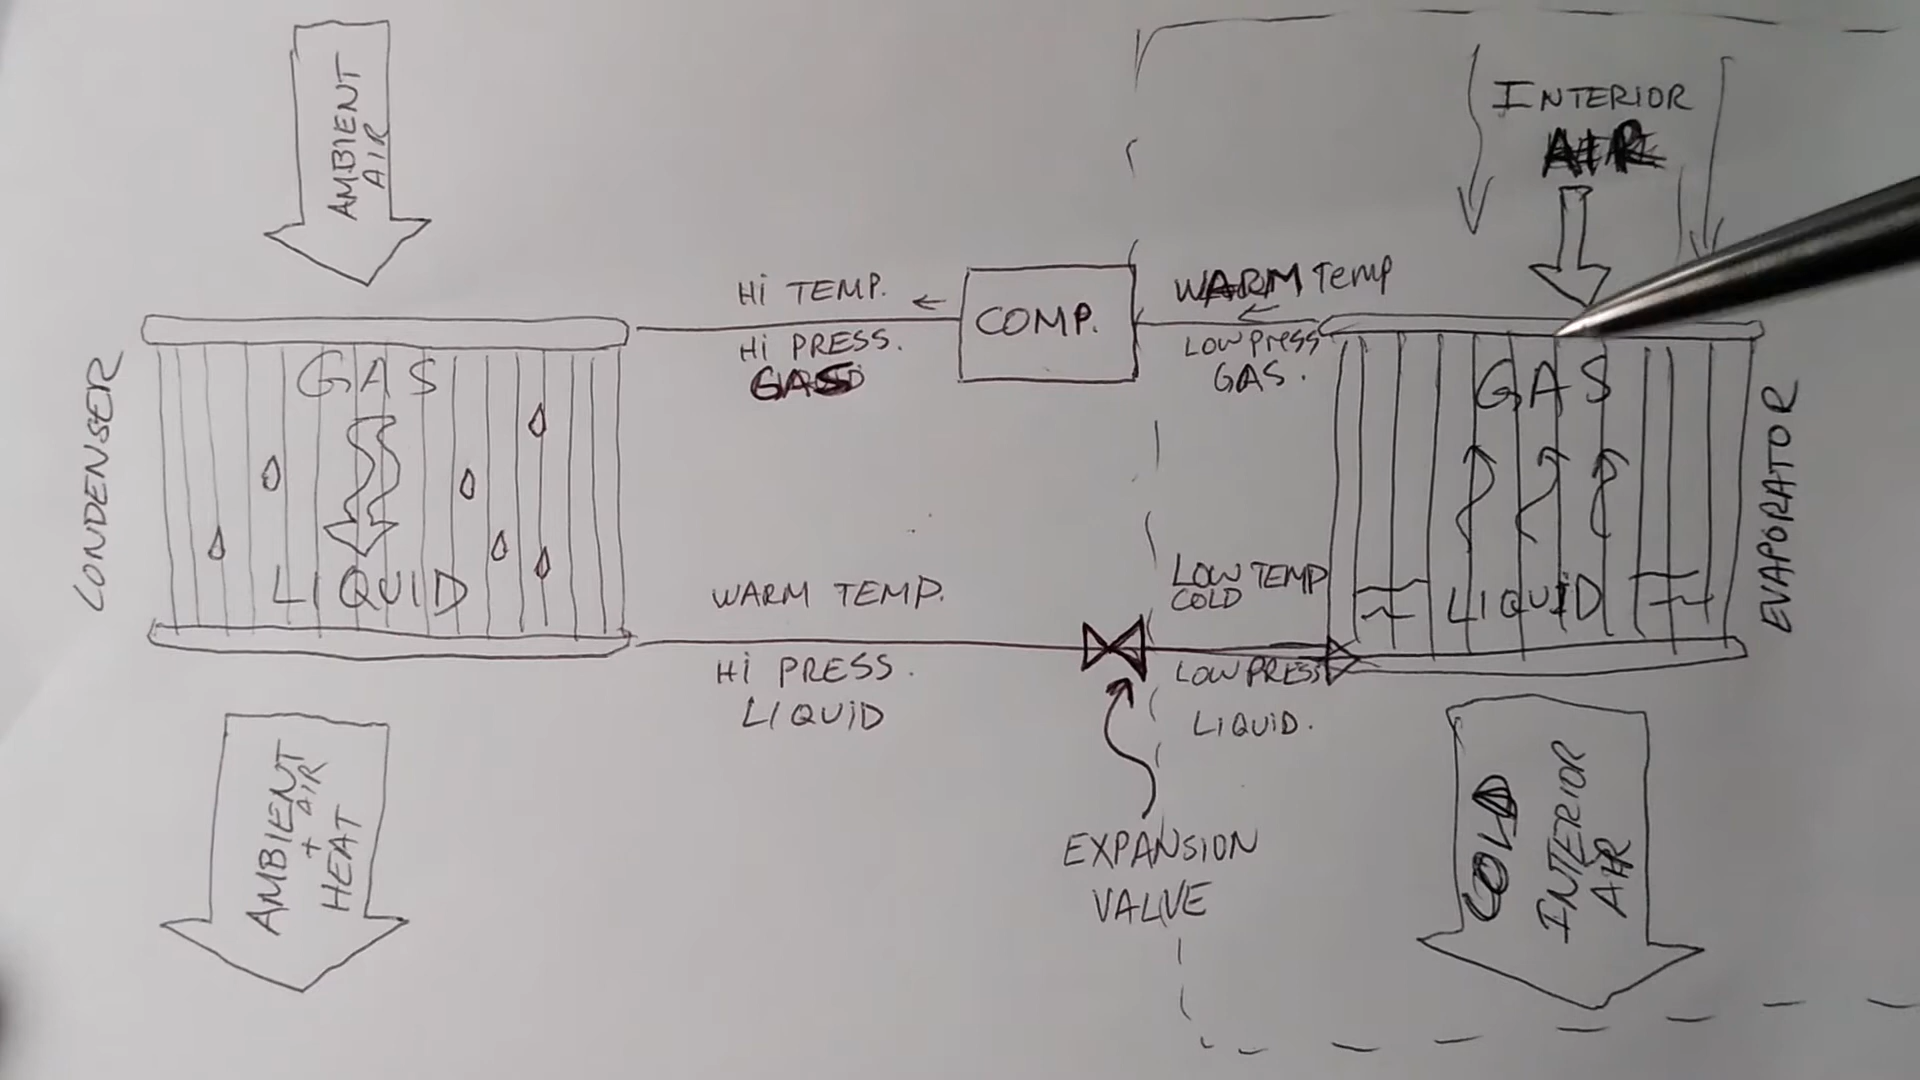 AMBIENT
AIR
INTERIOR
AIR
HI TEMP.
HI PRESS.
GAS
COMP.
WARM Temp
LOW PRESS
GAS.
CONDENSER
GAS
LIQUID
GAS
LIQUID
EVAPORATOR
WARM TEMP.
HI PRESS.
LIQUID
LOW TEMP
COLD
LOW PRESS
LIQUID.
EXPANSION
VALVE
AMBIENT
+ AIR
HEAT
COLD
INTERIOR
AIR